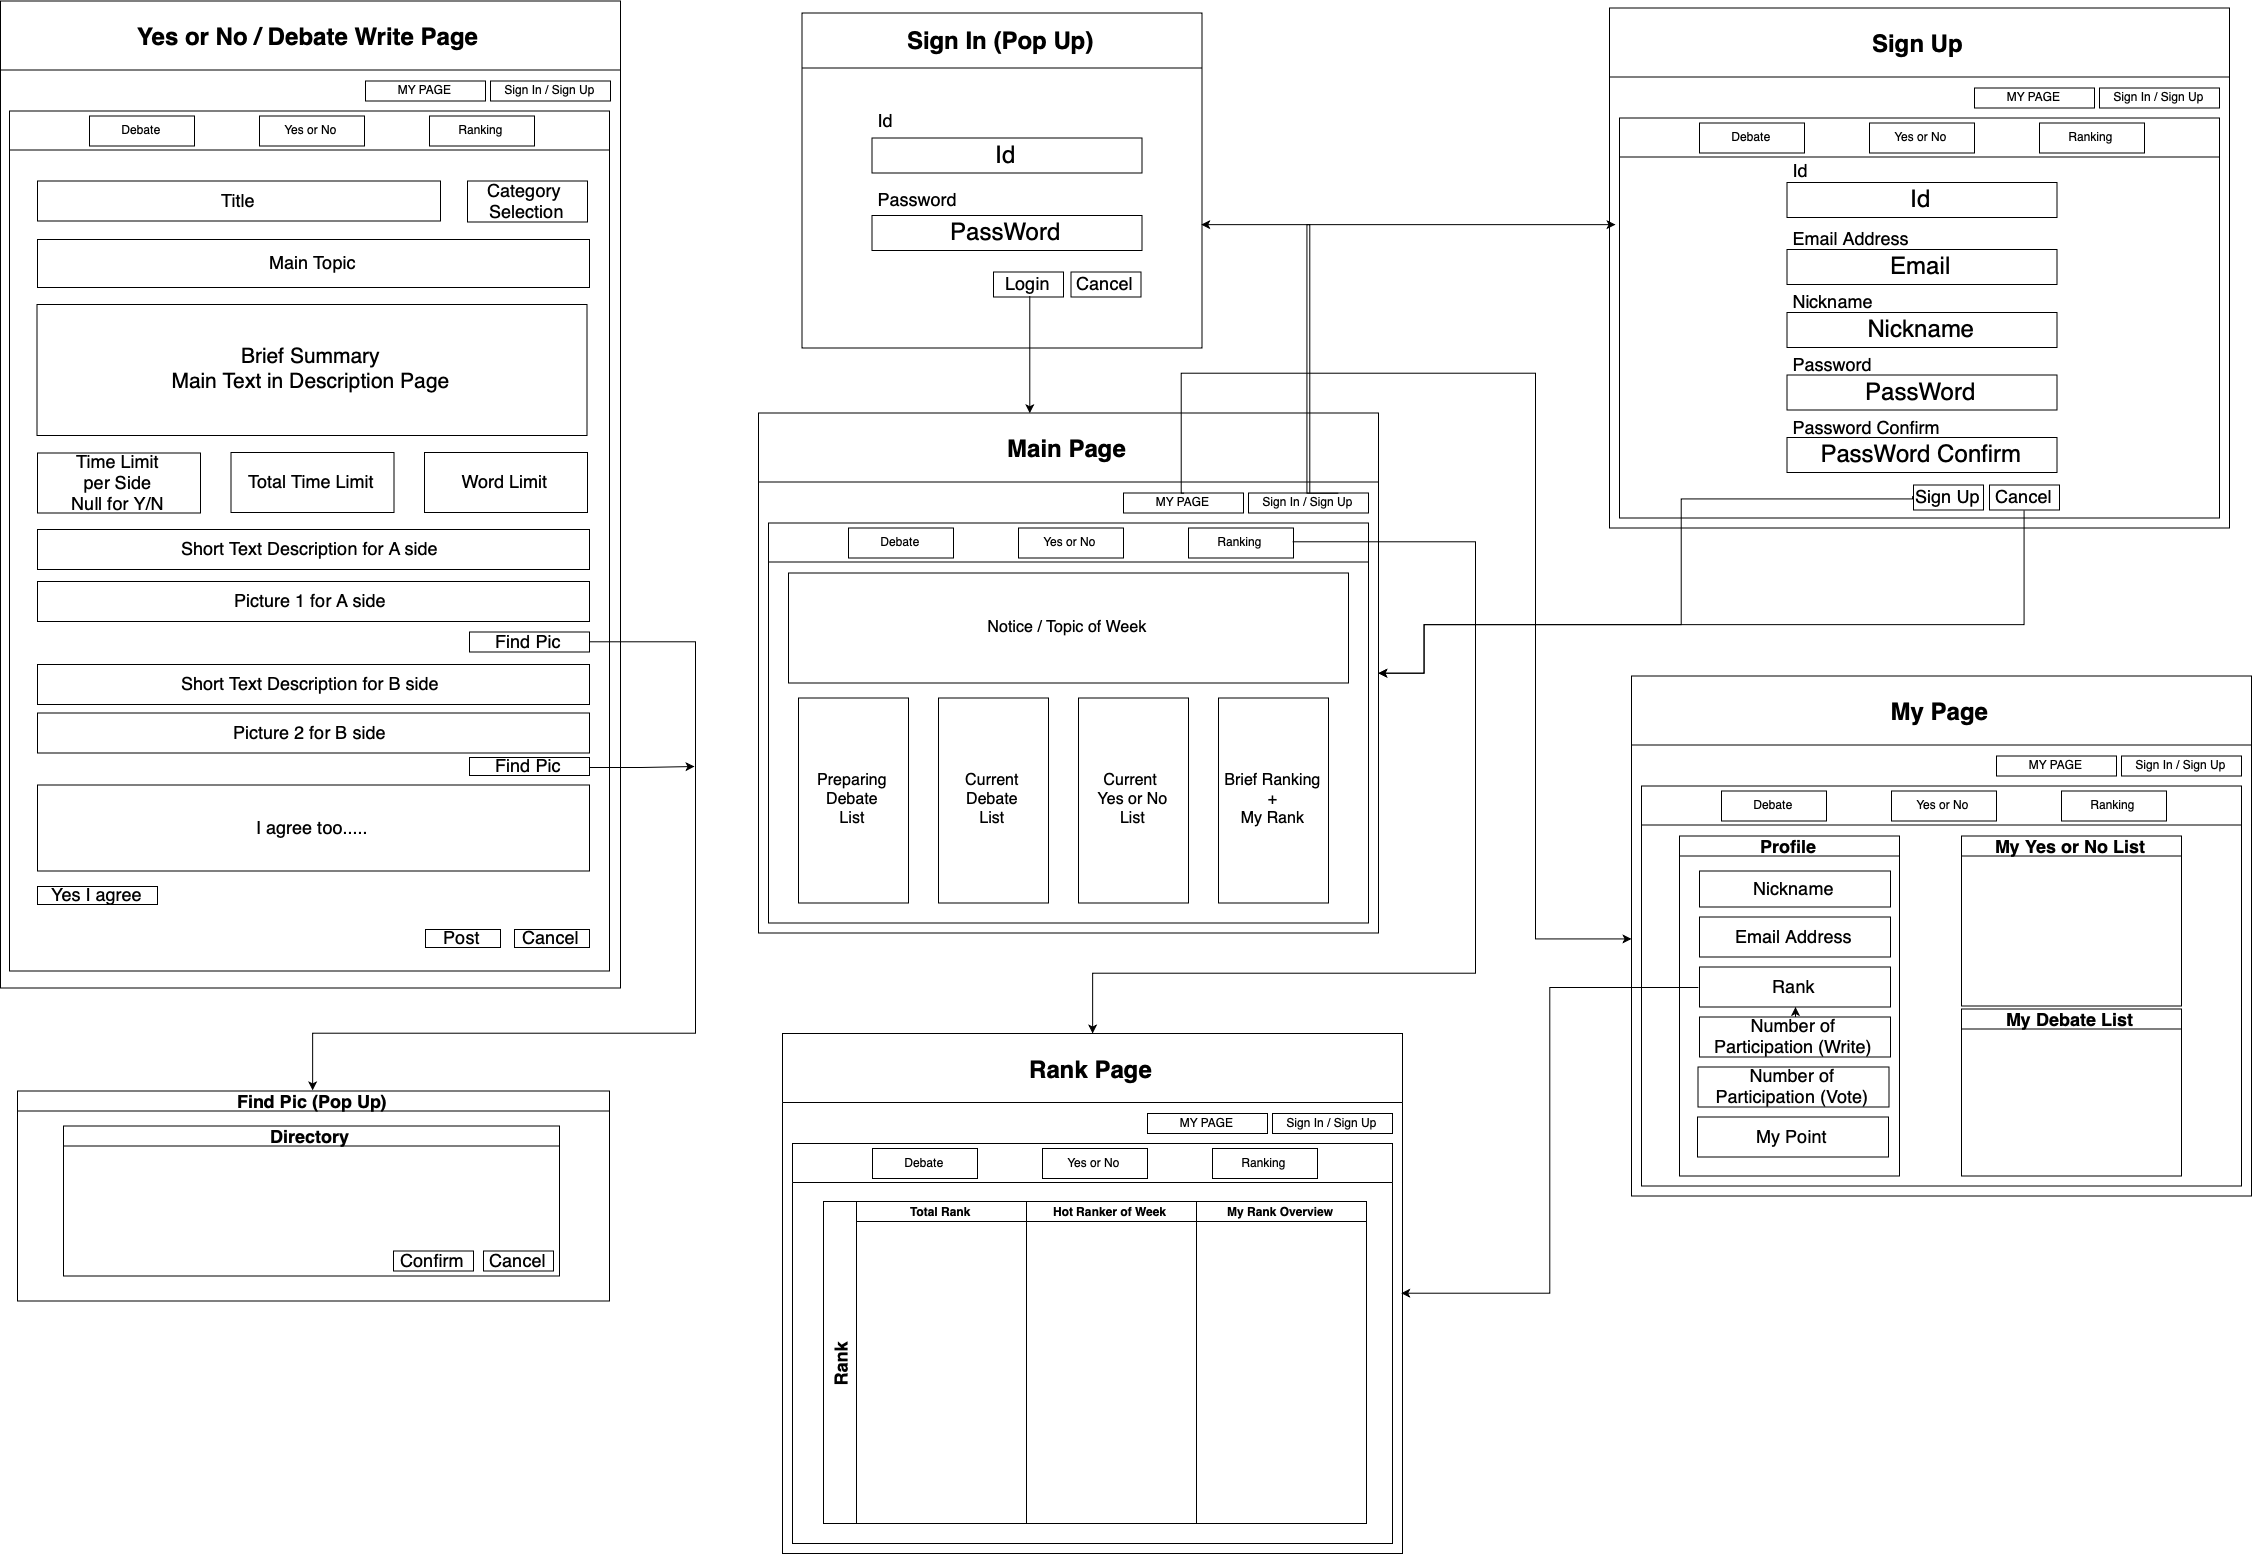 Yes or No / Debate Write Page
MY PAGE
Sign In / Sign Up
Debate
Yes or No
Ranking
Title
Category
Selection
Main Topic
Brief Summary
Main Text in Description Page
Time Limit
per Side
Null for Y/N
Total Time Limit
Word Limit
Short Text Description for A side
Picture 1 for A side
Find Pic
Short Text Description for B side
Picture 2 for B side
Find Pic
I agree too.....
Yes I agree
Post
Cancel
Find Pic (Pop Up)
Directory
Confirm
Cancel
Sign In (Pop Up)
Id
Id
Password
PassWord
Login
Cancel
Main Page
MY PAGE
Sign In / Sign Up
Debate
Yes or No
Ranking
Notice / Topic of Week
Preparing
Debate
List
Current
Debate
List
Current
Yes or No
List
Brief Ranking
+
My Rank
Rank Page
MY PAGE
Sign In / Sign Up
Debate
Yes or No
Ranking
Rank
Total Rank
Hot Ranker of Week
My Rank Overview
Sign Up
MY PAGE
Sign In / Sign Up
Debate
Yes or No
Ranking
Id
Id
Email Address
Email
Nickname
Nickname
Password
PassWord
Password Confirm
PassWord Confirm
Sign Up
Cancel
My Page
MY PAGE
Sign In / Sign Up
Debate
Yes or No
Ranking
Profile
Nickname
Email Address
Rank
Number of
Participation (Write)
Number of
Participation (Vote)
My Point
My Yes or No List
My Debate List